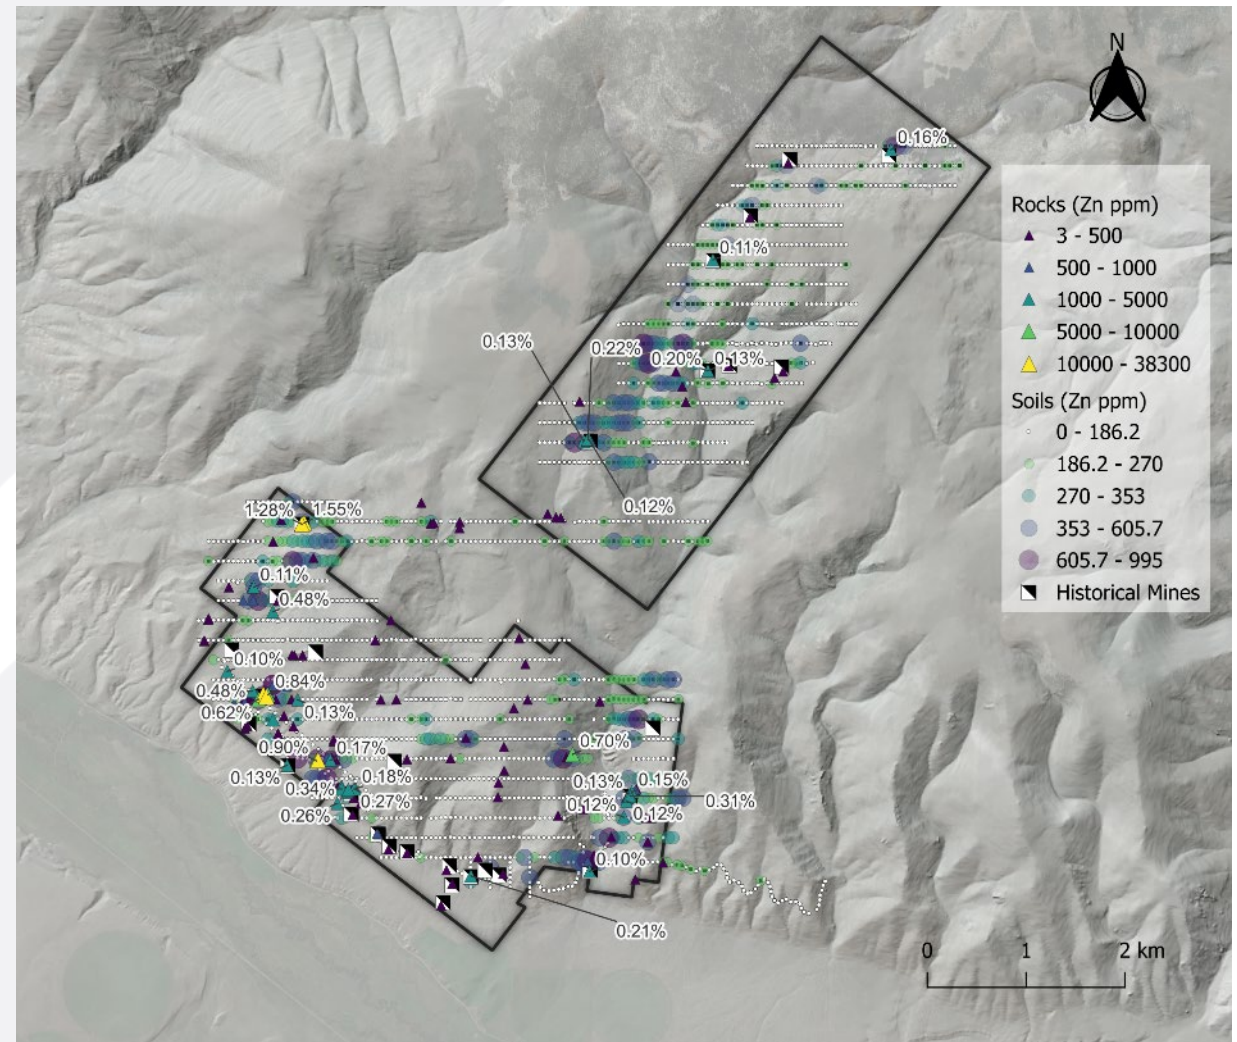 N
0.16%
0.11%
0.13%
0.22%
0.20%
0.13%
0.12%
1.28%
1.55%
0.11%
0.48%
0.10%
0.84%
0.48%
0.13%
0.62%
0.90%
0.17%
0.70%
0.13%
0.18%
0.34%
0.27%
0.26%
0.13%
0.15%
0.12%
0.31%
0.12%
0.10%
0.21%
Rocks (Zn ppm)
3 - 500
500 - 1000
1000 - 5000
5000 - 10000
10000 - 38300
Soils (Zn ppm)
0 - 186.2
186.2 - 270
270 - 353
353 - 605.7
605.7 - 995
Historical Mines
0 1 2 km